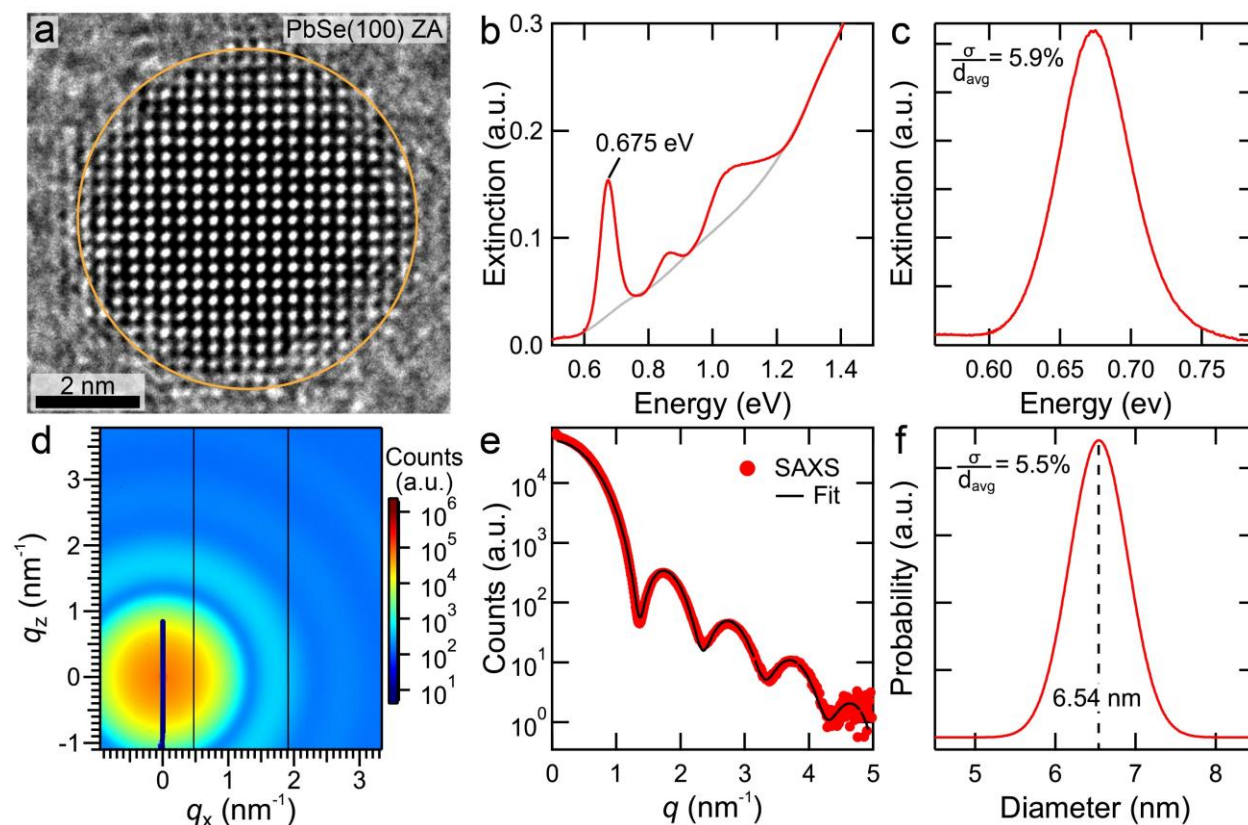 a
PbSe(100) ZA
2 nm
b
0.3
0.2
0.1
0.0
Extinction (a.u.)
0.675 eV
0.6 0.8 1.0 1.2 1.4
Energy (eV)
c
σ/d_avg = 5.9%
Extinction (a.u.)
0.60 0.65 0.70 0.75
Energy (ev)
d
Counts
(a.u.)
10^6
10^5
10^4
10^3
10^2
10^1
3
2
1
0
-1
q_z (nm^-1)
0 1 2 3
q_x (nm^-1)
e
SAXS
Fit
10^4
10^3
10^2
10^1
10^0
Counts (a.u.)
0 1 2 3 4 5
q (nm^-1)
f
σ/d_avg = 5.5%
Probability (a.u.)
6.54 nm
5 6 7 8
Diameter (nm)